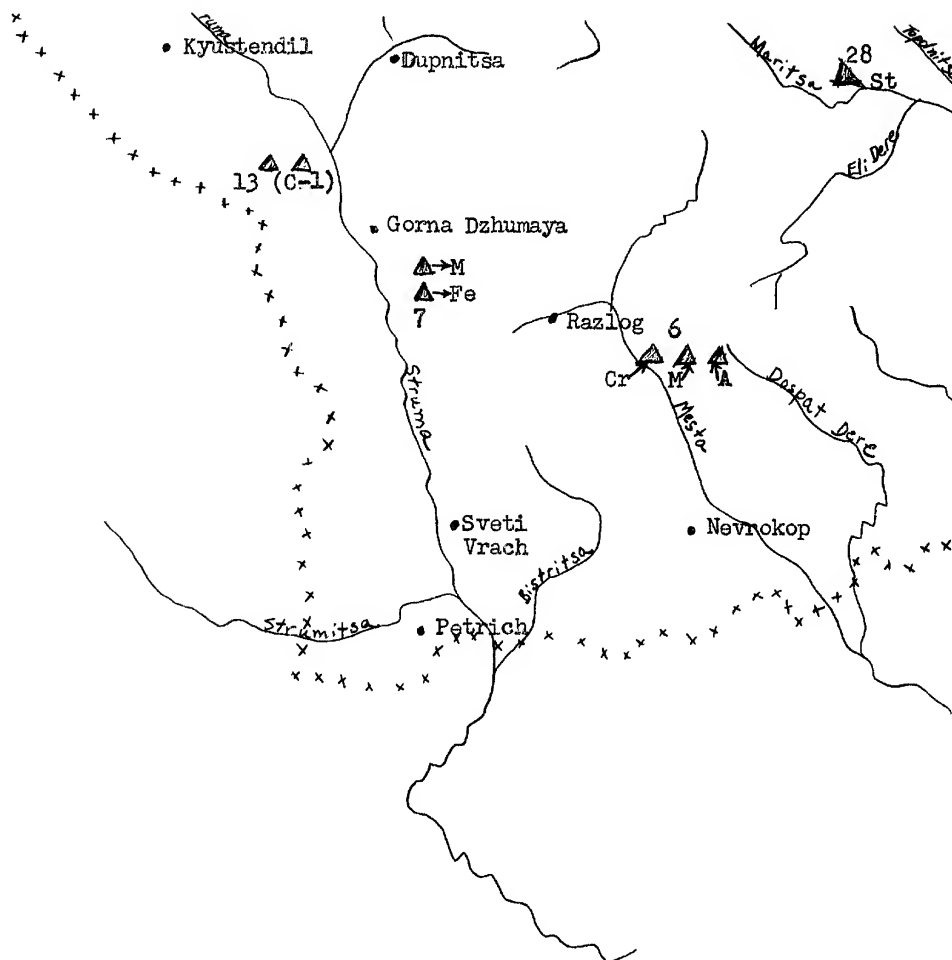 ruma
Kyustendil
Dupnitsa
Maritsa
28
St
Eli Dere
13 (C-1)
Gorna Dzhumaya
M
Fe
7
Razlog
6
Cr
M
A
Struma
Mesta
Dospat Dere
Sveti
Vrach
Nevrokop
Bistritsa
Strumitsa
Petrich